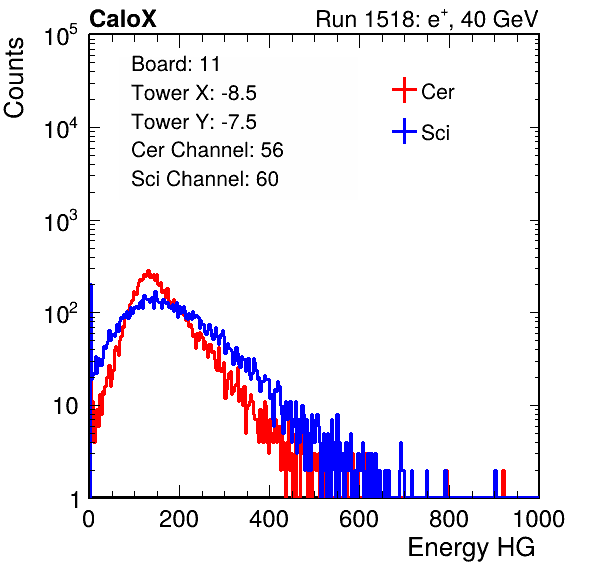 CaloX Run 1518: e⁺, 40 GeV
Counts
Board: 11
Tower X: -8.5
Tower Y: -7.5
Cer Channel: 56
Sci Channel: 60
Cer
Sci
10⁵
10⁴
10³
10²
10
1
0 200 400 600 800 1000
Energy HG